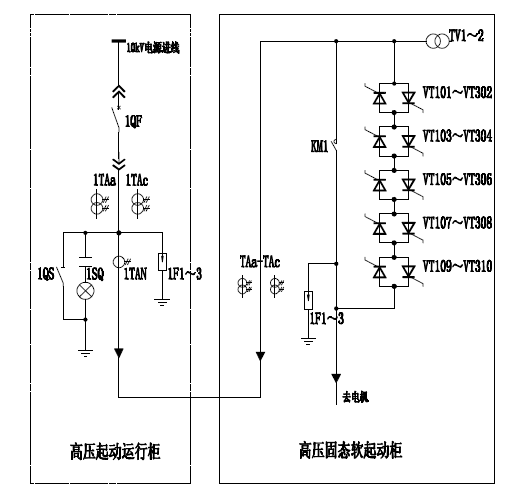 10kV电源进线
1QF
1TAa 1TAc
1QS
1SQ
1TAN
1F1～3
高压起动运行柜
TV1～2
VT101～VT302
KM1
VT103～VT304
VT105～VT306
VT107～VT308
TAa-TAc
VT109～VT310
1F1～3
去电机
高压固态软起动柜